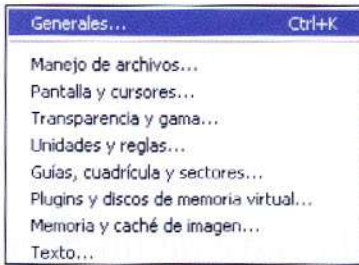 Generales... Ctrl+K
Manejo de archivos...
Pantalla y cursores...
Transparencia y gama...
Unidades y reglas...
Guías, cuadrícula y sectores...
Plugins y discos de memoria virtual...
Memoria y caché de imagen...
Texto...